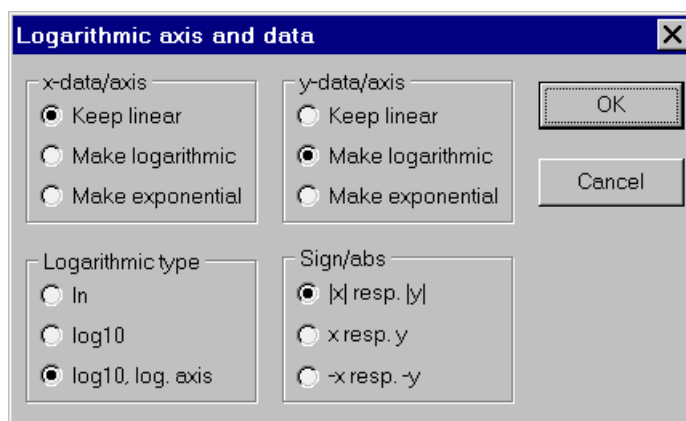 Logarithmic axis and data
x-data/axis
Keep linear
Make logarithmic
Make exponential
y-data/axis
Keep linear
Make logarithmic
Make exponential
OK
Cancel
Logarithmic type
ln
log10
log10, log. axis
Sign/abs
|x| resp. |y|
x resp. y
-x resp. -y